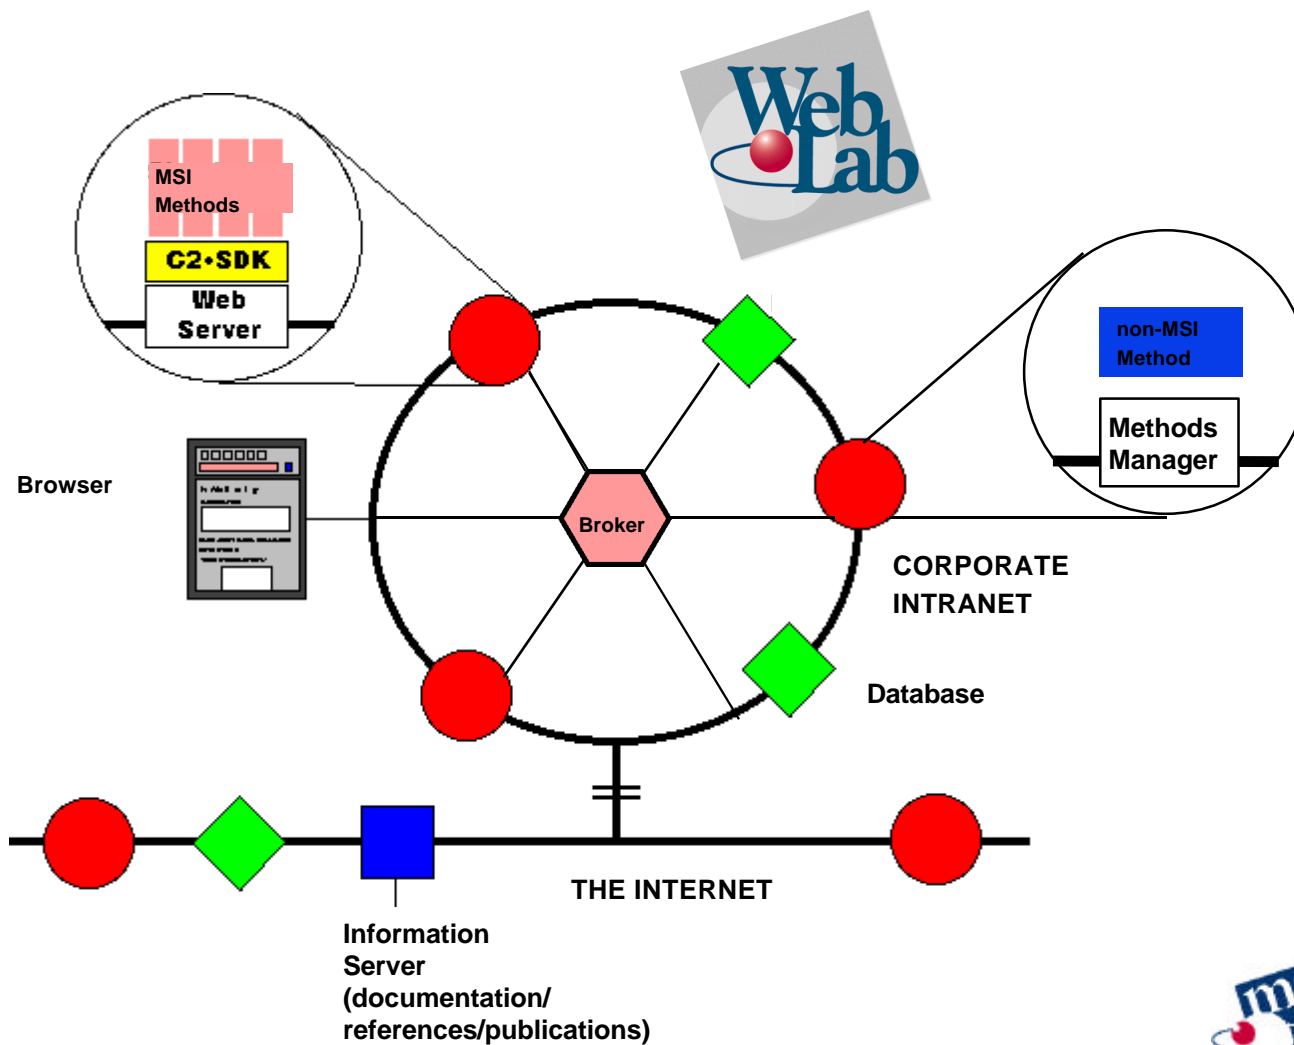 Web
Lab
MSI
Methods
C2•SDK
Web
Server
non-MSI
Method
Methods
Manager
Browser
Broker
CORPORATE
INTRANET
Database
THE INTERNET
Information
Server
(documentation/
references/publications)
m